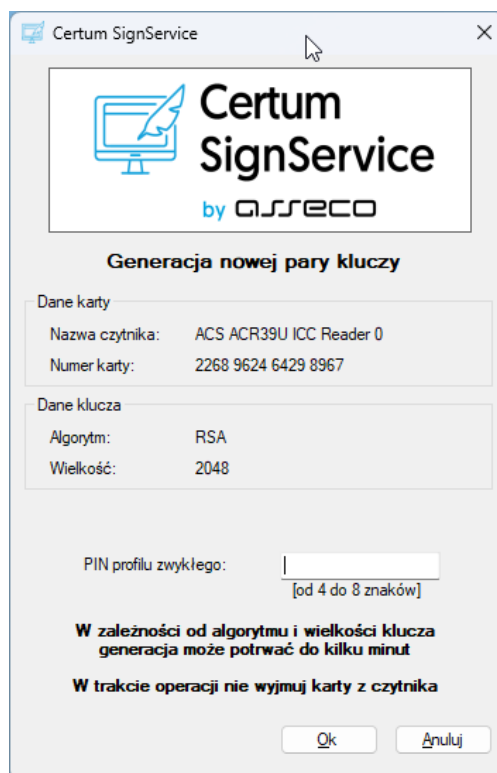 Certum SignService
Certum
SignService
by asseco
Generacja nowej pary kluczy
Dane karty
Nazwa czytnika: ACS ACR39U ICC Reader 0
Numer karty: 2268 9624 6429 8967
Dane klucza
Algorytm: RSA
Wielkość: 2048
PIN profilu zwykłego:
[od 4 do 8 znaków]
W zależności od algorytmu i wielkości klucza
generacja może potrwać do kilku minut
W trakcie operacji nie wyjmuj karty z czytnika
Ok Anuluj